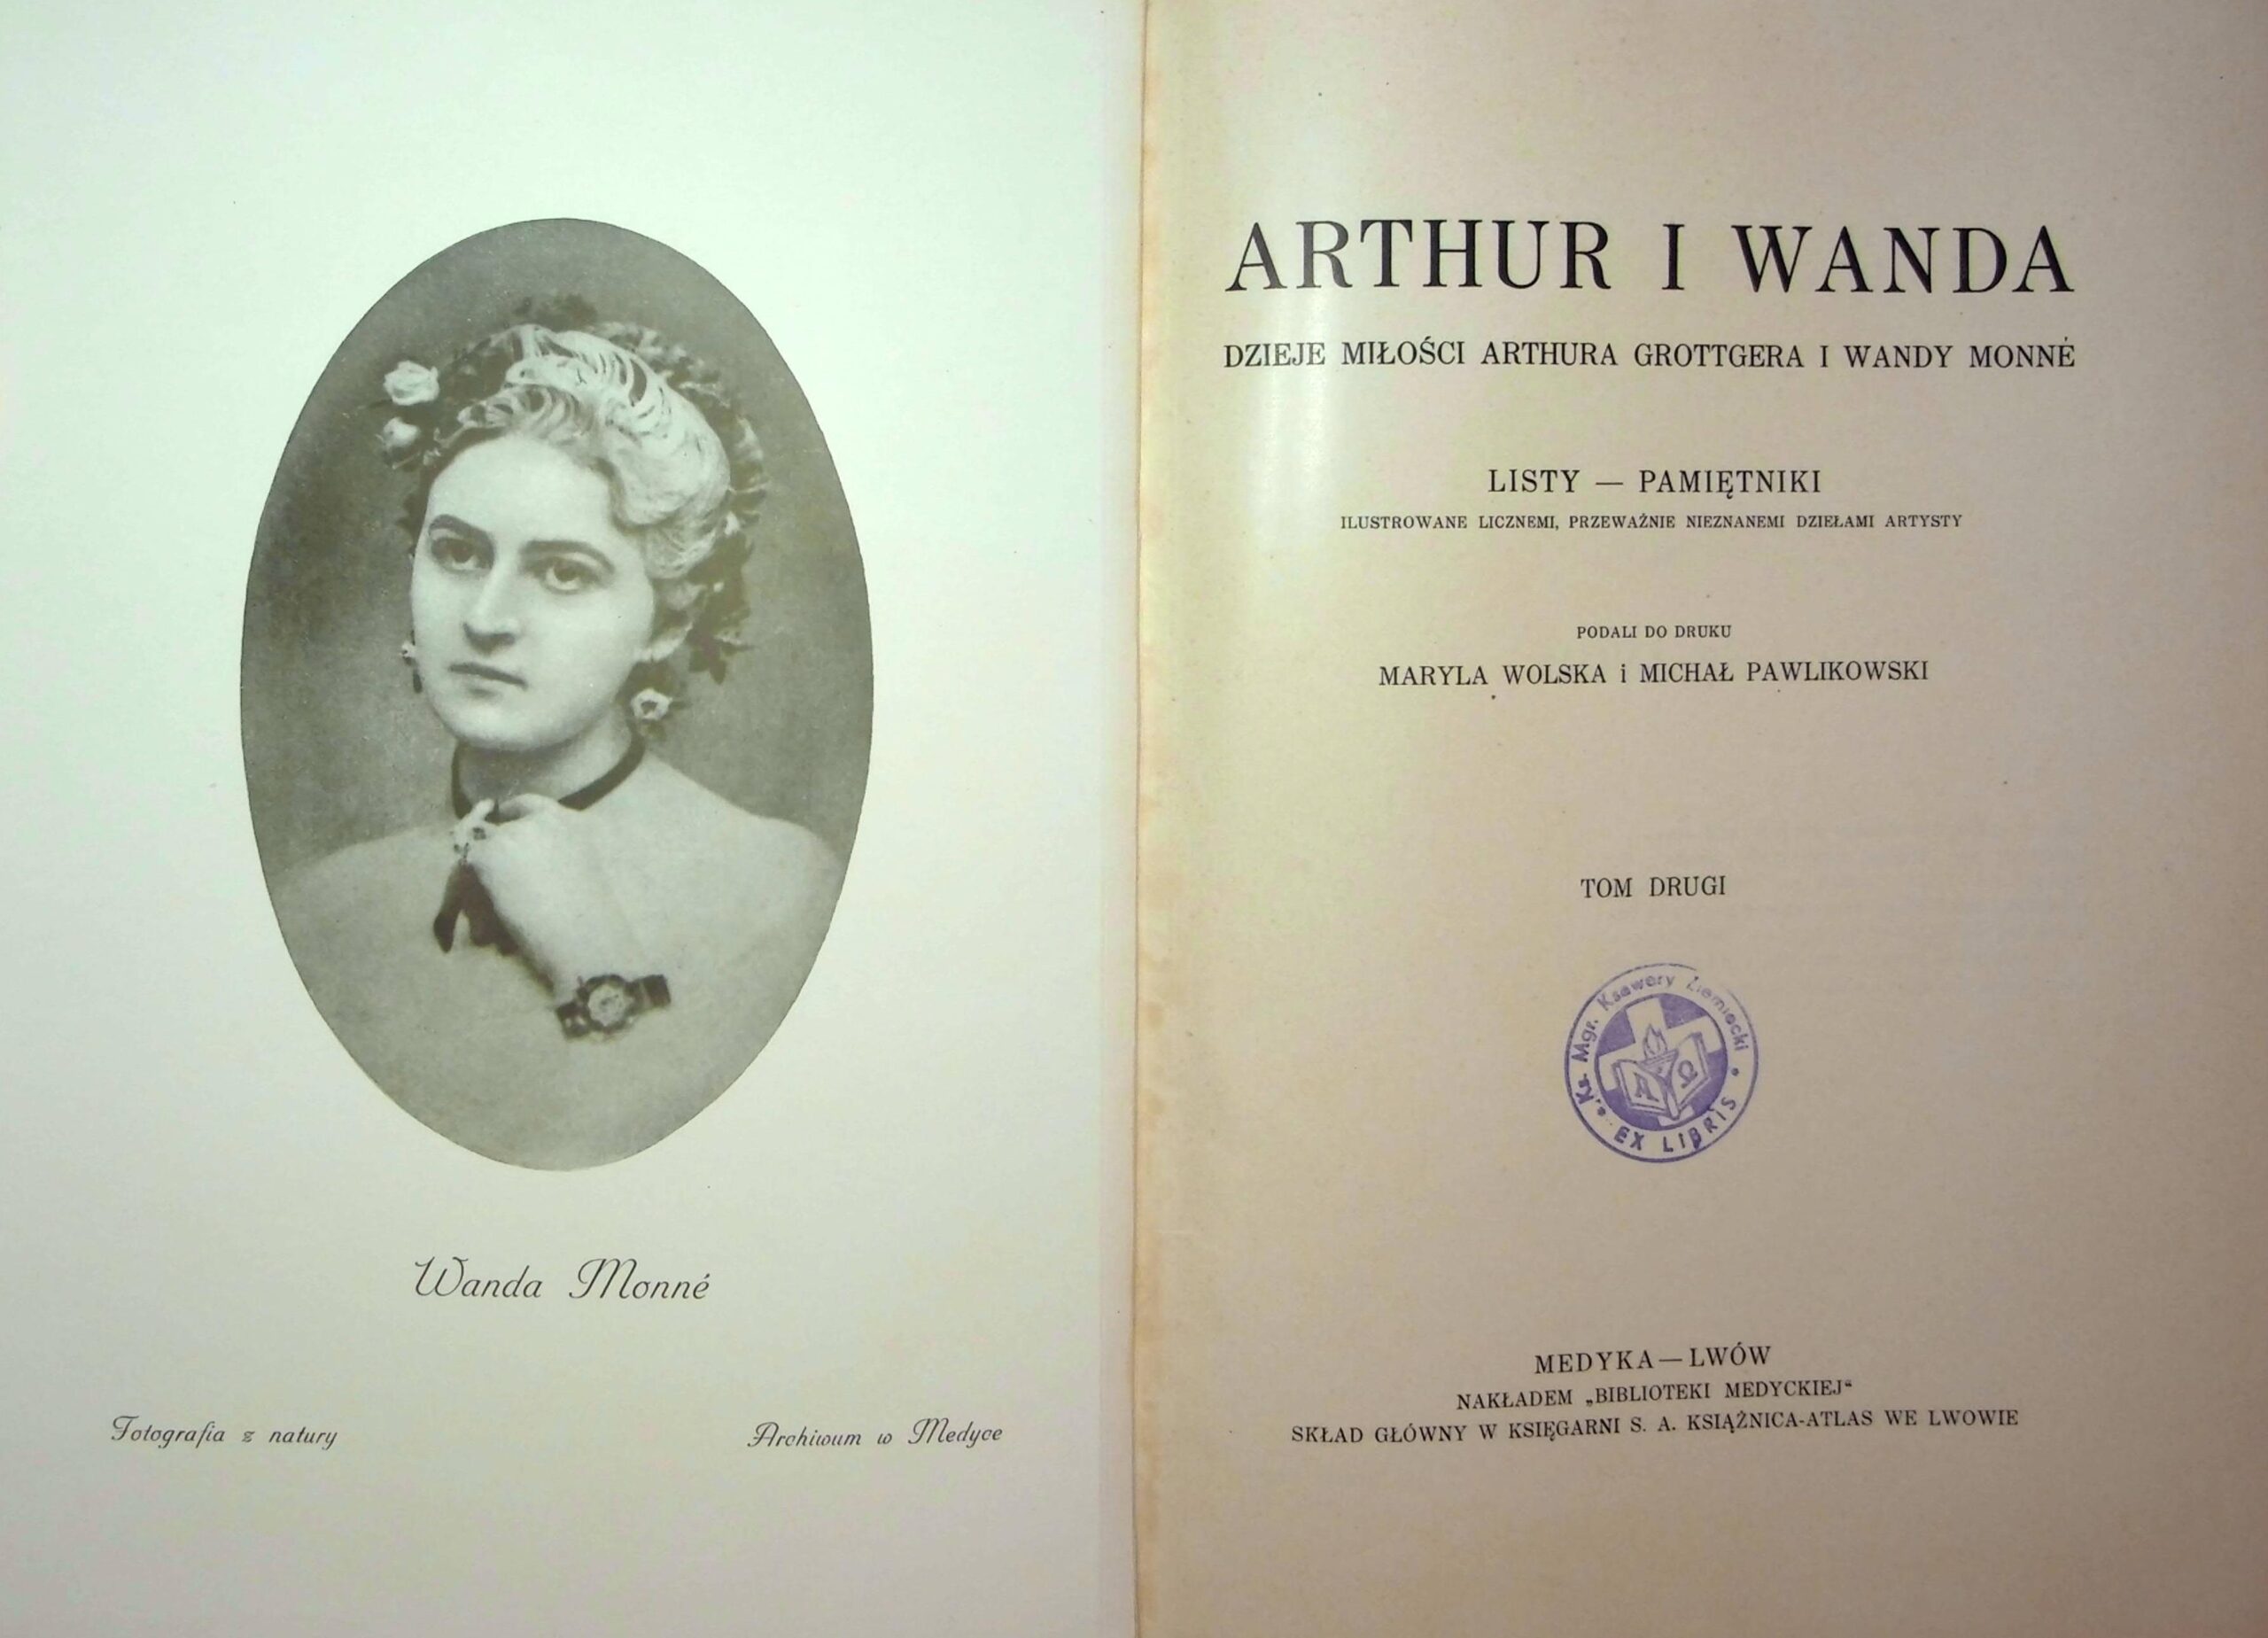 Wanda Monné
Fotografia z natury
Archiwum w Medyce
ARTHUR I WANDA
DZIEJE MIŁOŚCI ARTHURA GROTTGERA I WANDY MONNÉ
LISTY — PAMIĘTNIKI
ILUSTROWANE LICZNEMI, PRZEWAŻNIE NIEZNANEMI DZIEŁAMI ARTYSTY
PODALI DO DRUKU
MARYLA WOLSKA i MICHAŁ PAWLIKOWSKI
TOM DRUGI
Ks. Mgr. Ksawery Ziemiecki
A Ω
EX LIBRIS
MEDYKA — LWÓW
NAKŁADEM „BIBLIOTEKI MEDYCKIEJ“
SKŁAD GŁÓWNY W KSIĘGARNI S. A. KSIĄŻNICA-ATLAS WE LWOWIE